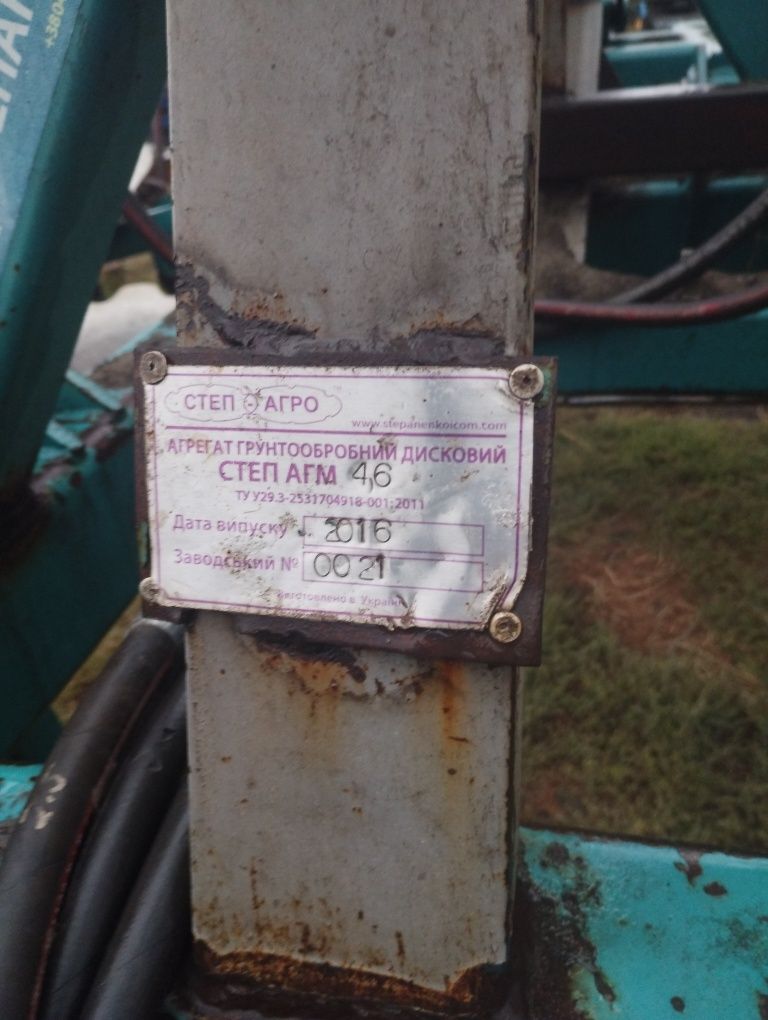 СТЕП АГРО
www.stepanenkoicom.com
АГРЕГАТ ГРУНТООБРОБНИЙ ДИСКОВИЙ
СТЕП АГМ 4,6
ТУ У29.3-2531704918-001:2011
Дата випуску 2016
Заводський № 0021
Виготовлено в Україні